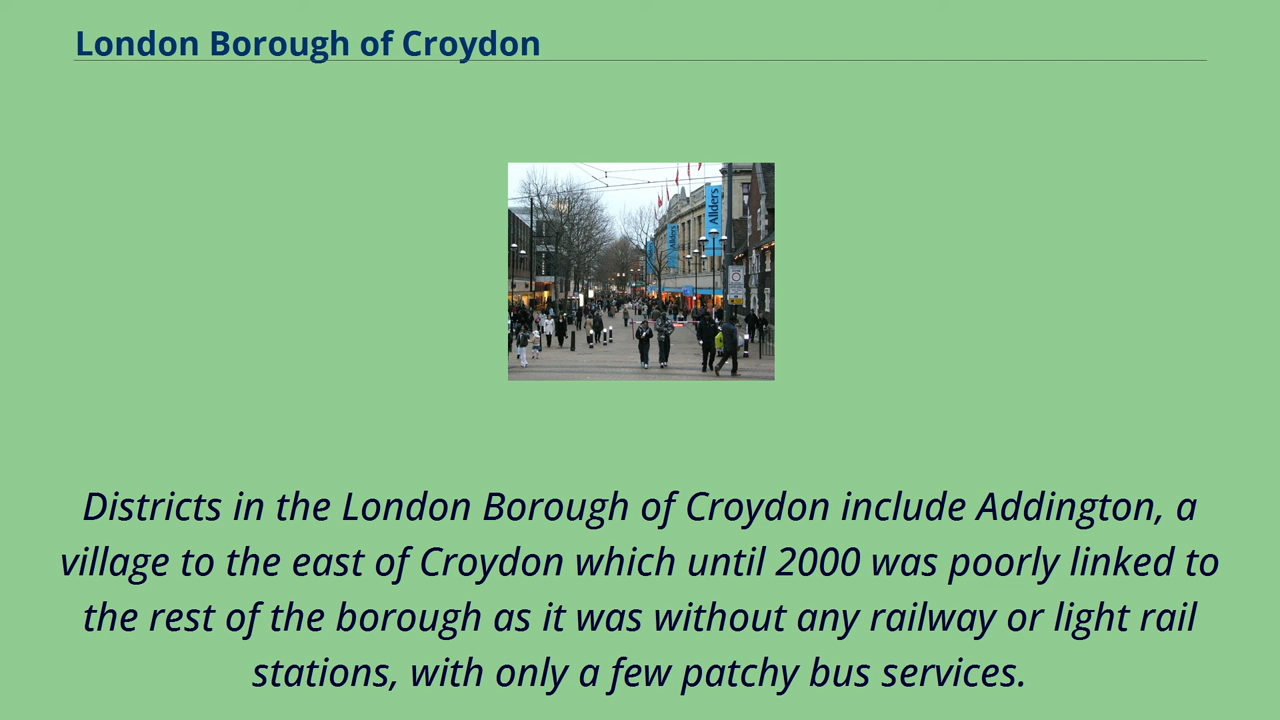 London Borough of Croydon
Allders
Allders
Districts in the London Borough of Croydon include Addington, a
village to the east of Croydon which until 2000 was poorly linked to
the rest of the borough as it was without any railway or light rail
stations, with only a few patchy bus services.